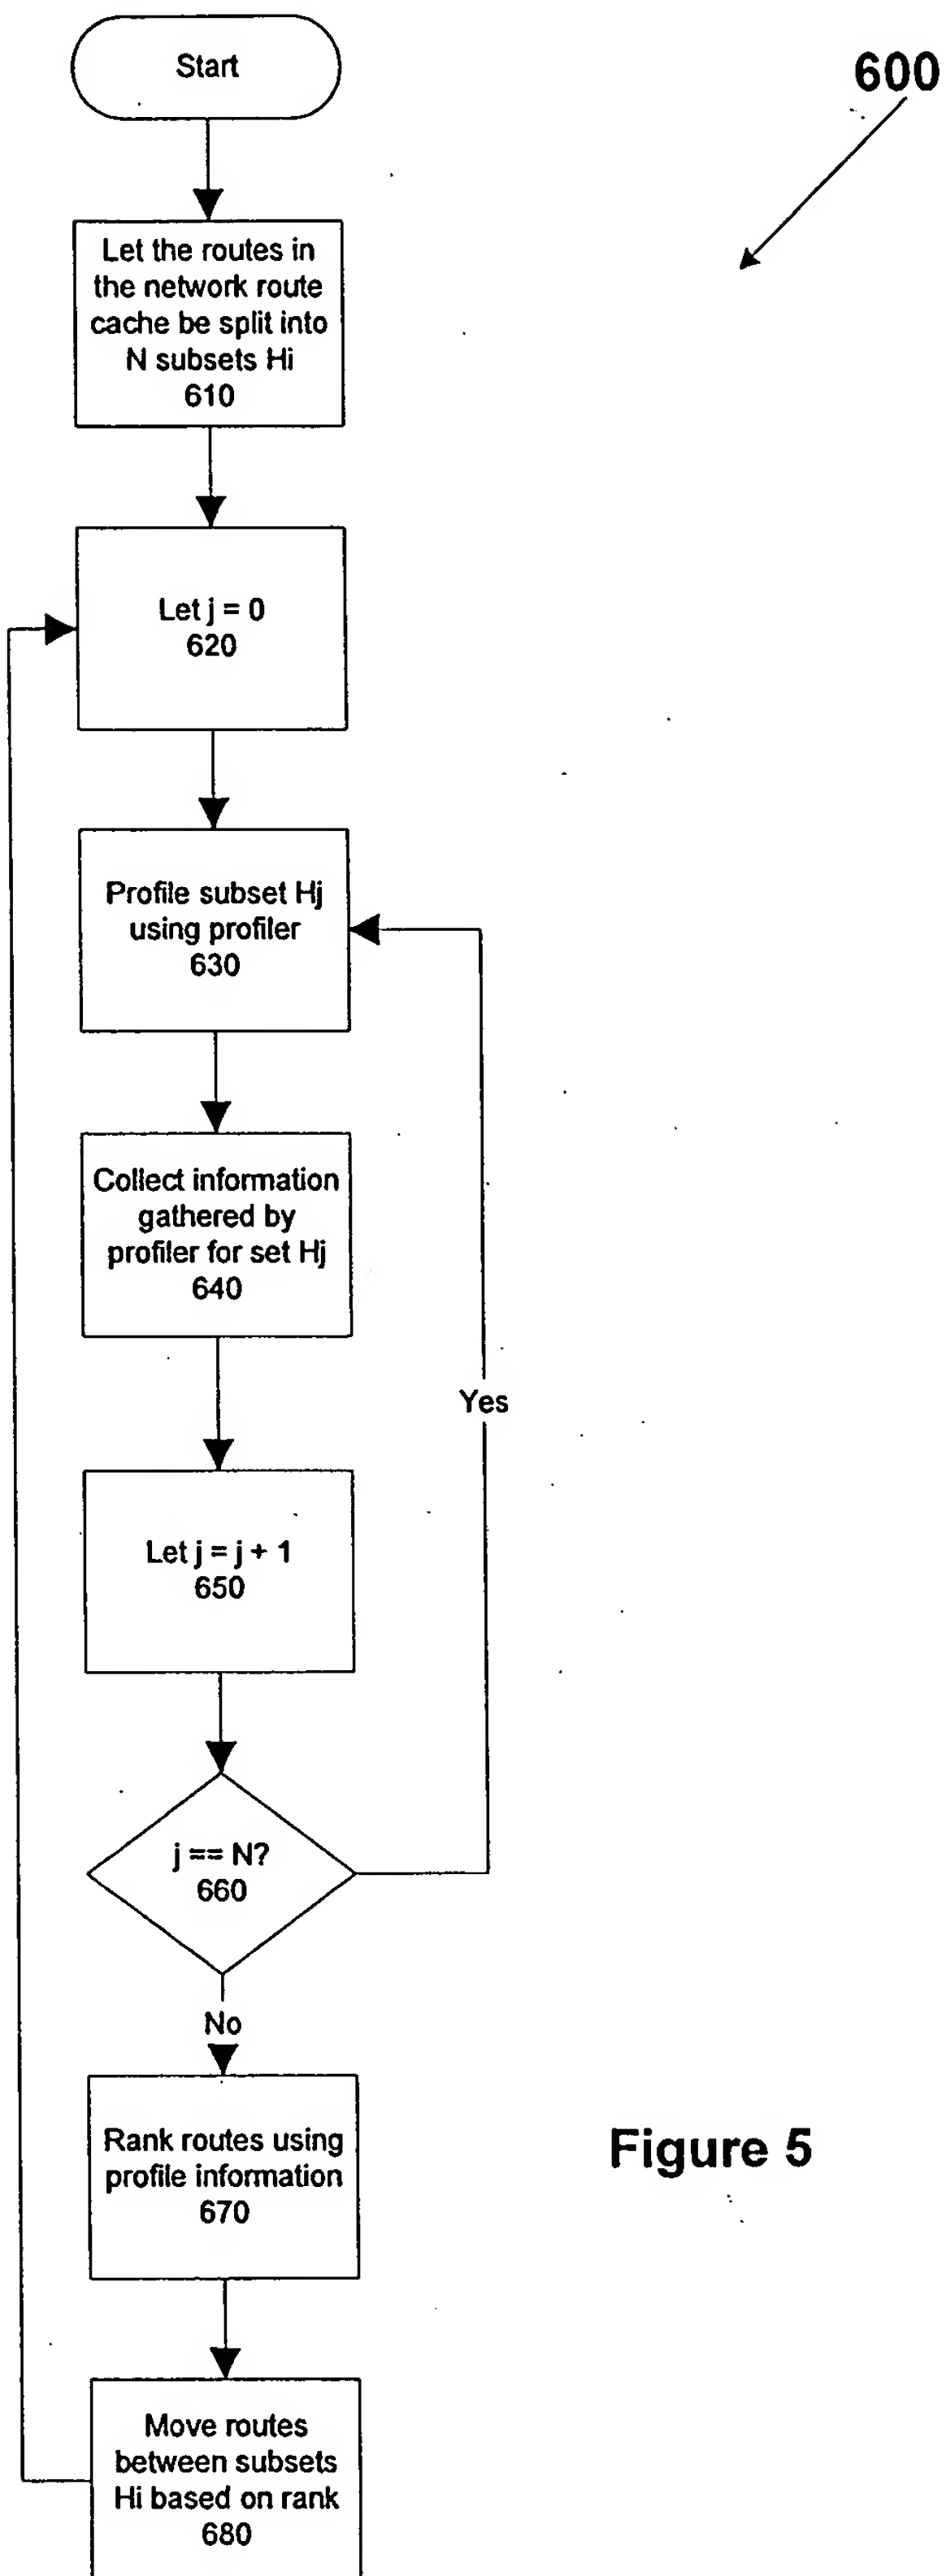 Start
600
Let the routes in
the network route
cache be split into
N subsets Hi
610
Let j = 0
620
Profile subset Hj
using profiler
630
Collect information
gathered by
profiler for set Hj
640
Yes
Let j = j + 1
650
j == N?
660
No
Rank routes using
profile information
670
Figure 5
Move routes
between subsets
Hi based on rank
680